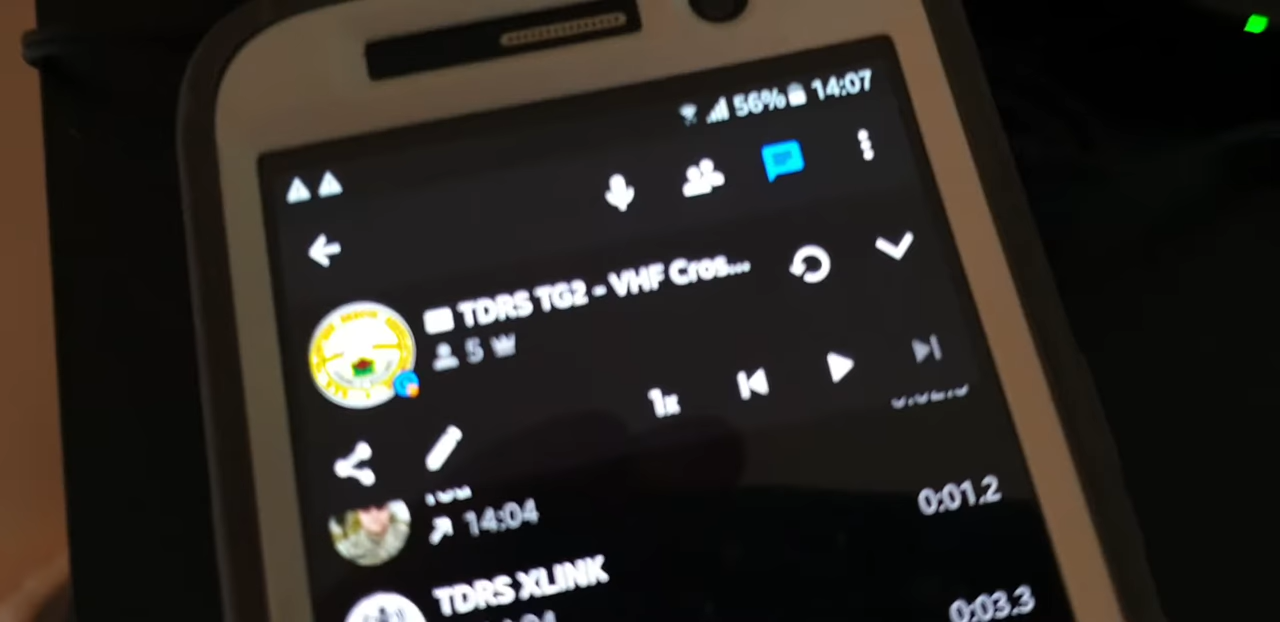 56% 14:07
TDRS TG2 - VHF Cros...
5
1x
You
14:04
0:01.2
TDRS XLINK
0:03.3